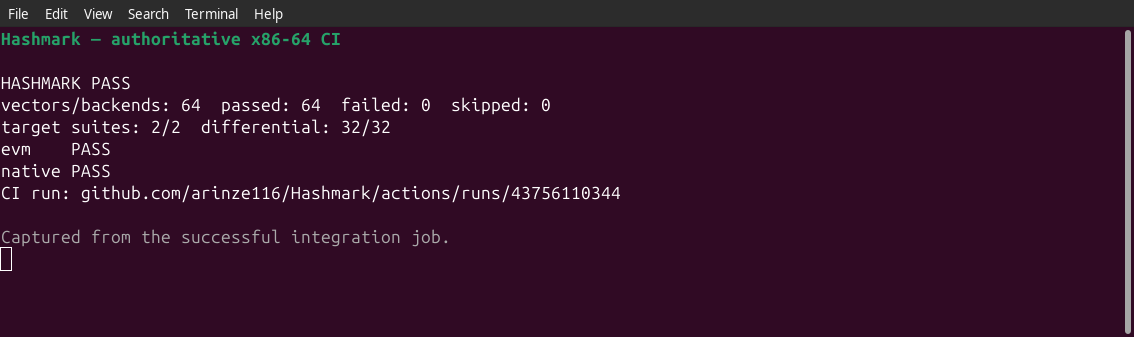 File Edit View Search Terminal Help
Hashmark — authoritative x86-64 CI
HASHMARK PASS
vectors/backends: 64  passed: 64  failed: 0  skipped: 0
target suites: 2/2  differential: 32/32
evm    PASS
native PASS
CI run: github.com/arinze116/Hashmark/actions/runs/43756110344
Captured from the successful integration job.